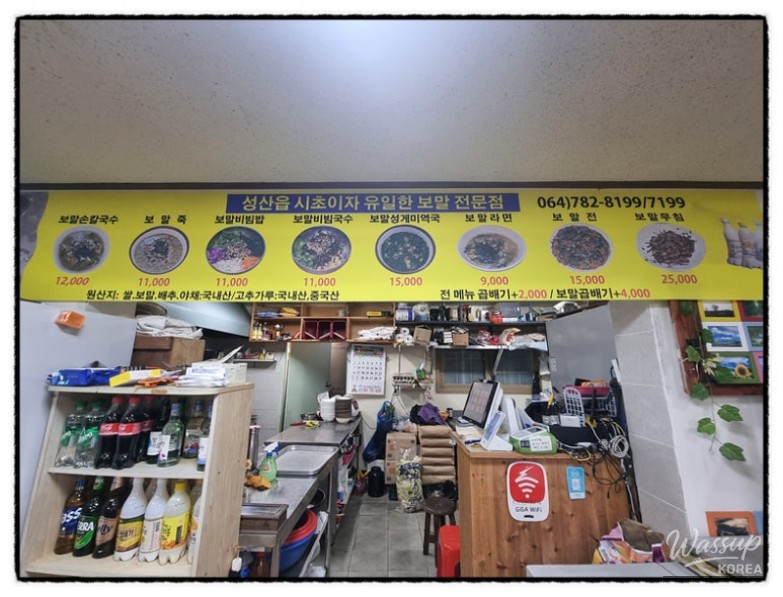 성산읍 시초이자 유일한 보말 전문점
064)782-8199/7199
보말손칼국수
보말죽
보말비빔밥
보말비빔국수
보말성게미역국
보말라면
보말전
보말무침
12,000
11,000
11,000
11,000
15,000
9,000
15,000
25,000
원산지: 쌀,보말,배추,야채:국내산/고추가루:국내산,중국산
전 메뉴 곱배기+2,000 / 보말곱배기+4,000
GiGA WiFi
Wassup
KOREA